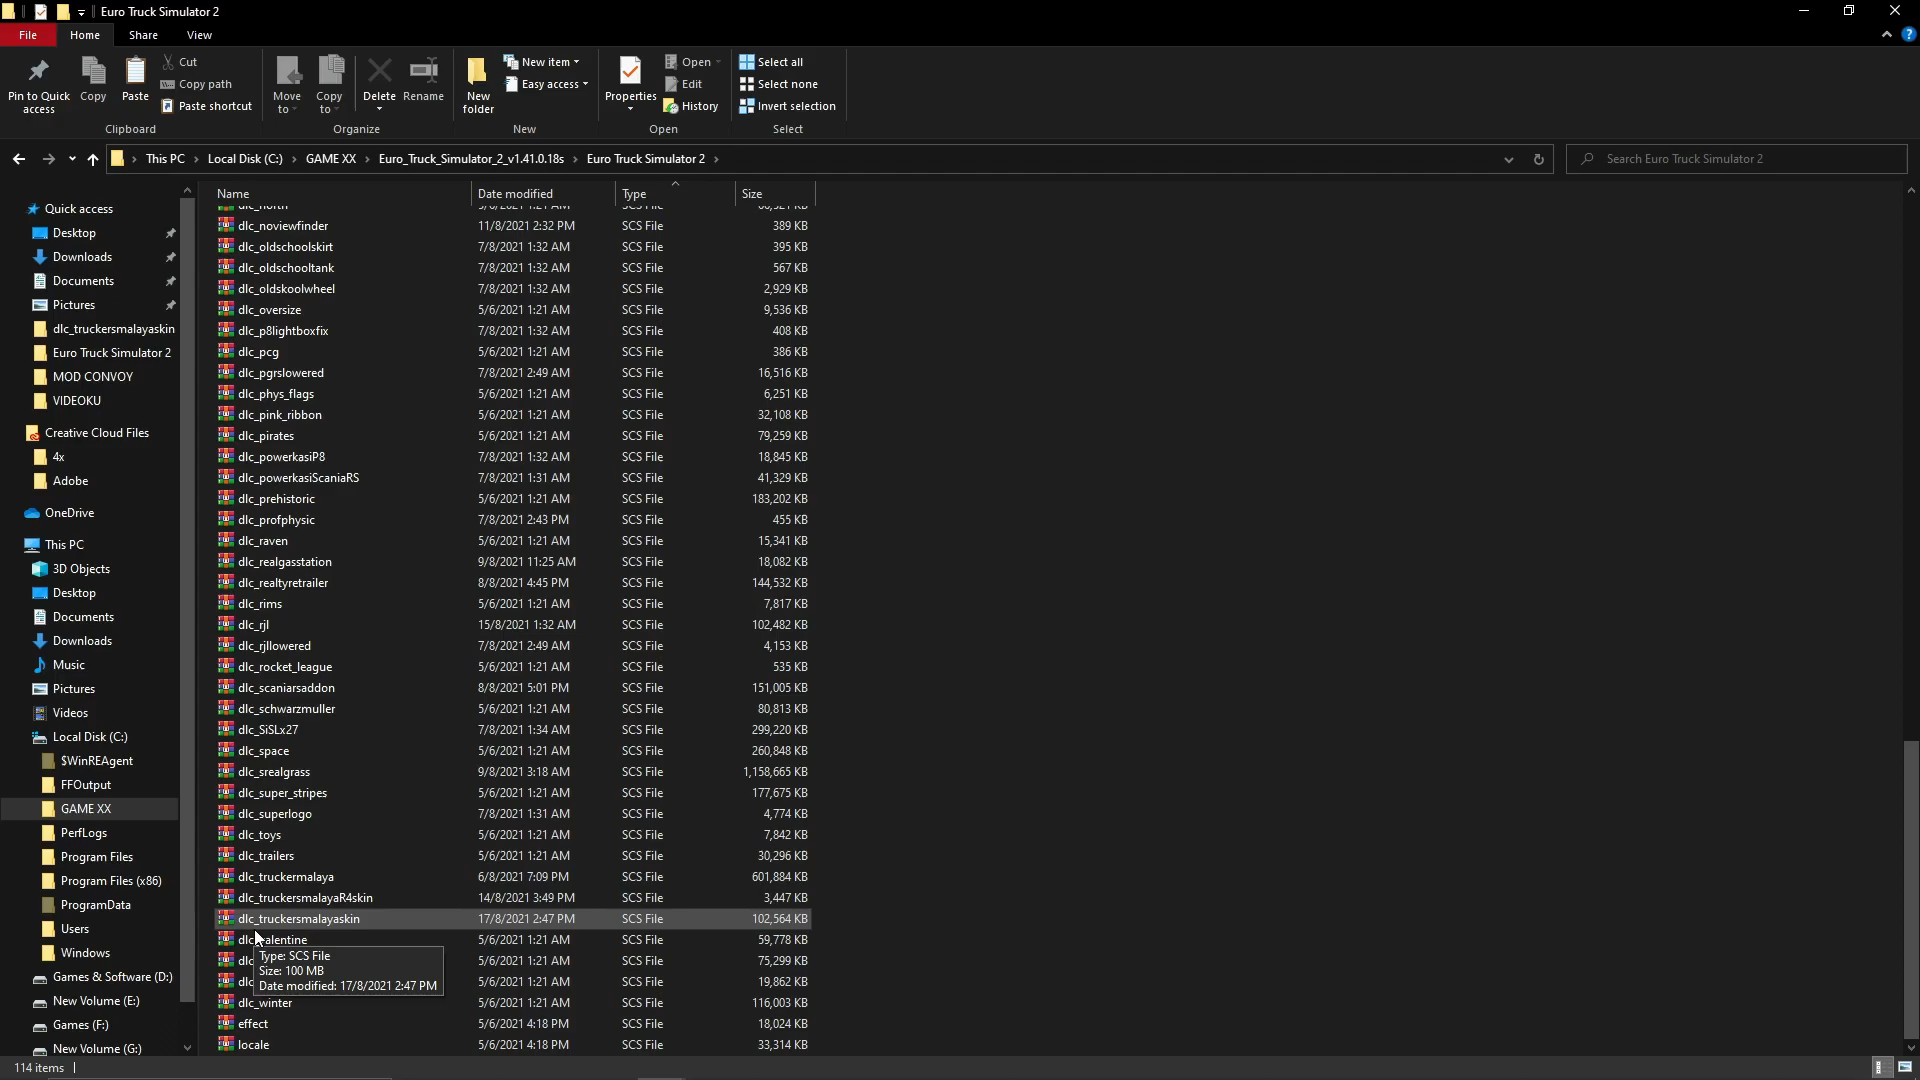 Euro Truck Simulator 2
File Home Share View
Pin to Quick access
Copy
Paste
Cut
Copy path
Paste shortcut
Clipboard
Move to
Copy to
Delete
Rename
Organize
New folder
New item
Easy access
New
Properties
Open
Edit
History
Open
Select all
Select none
Invert selection
Select
This PC › Local Disk (C:) › GAME XX › Euro_Truck_Simulator_2_v1.41.0.18s › Euro Truck Simulator 2 ›
Search Euro Truck Simulator 2
Quick access
Desktop
Downloads
Documents
Pictures
dlc_truckersmalayaskin
Euro Truck Simulator 2
MOD CONVOY
VIDEOKU
Creative Cloud Files
4x
Adobe
OneDrive
This PC
3D Objects
Desktop
Documents
Downloads
Music
Pictures
Videos
Local Disk (C:)
$WinREAgent
FFOutput
GAME XX
PerfLogs
Program Files
Program Files (x86)
ProgramData
Users
Windows
Games & Software (D:)
New Volume (E:)
Games (F:)
New Volume (G:)
Name Date modified Type Size
dlc_noviewfinder 11/8/2021 2:32 PM SCS File 389 KB
dlc_oldschoolskirt 7/8/2021 1:32 AM SCS File 395 KB
dlc_oldschooltank 7/8/2021 1:32 AM SCS File 567 KB
dlc_oldskoolwheel 7/8/2021 1:32 AM SCS File 2,929 KB
dlc_oversize 5/6/2021 1:21 AM SCS File 9,536 KB
dlc_p8lightboxfix 7/8/2021 1:32 AM SCS File 408 KB
dlc_pcg 5/6/2021 1:21 AM SCS File 386 KB
dlc_pgrslowered 7/8/2021 2:49 AM SCS File 16,516 KB
dlc_phys_flags 5/6/2021 1:21 AM SCS File 6,251 KB
dlc_pink_ribbon 5/6/2021 1:21 AM SCS File 32,108 KB
dlc_pirates 5/6/2021 1:21 AM SCS File 79,259 KB
dlc_powerkasiP8 7/8/2021 1:32 AM SCS File 18,845 KB
dlc_powerkasiScaniaRS 7/8/2021 1:31 AM SCS File 41,329 KB
dlc_prehistoric 5/6/2021 1:21 AM SCS File 183,202 KB
dlc_profphysic 7/8/2021 2:43 PM SCS File 455 KB
dlc_raven 5/6/2021 1:21 AM SCS File 15,341 KB
dlc_realgasstation 9/8/2021 11:25 AM SCS File 18,082 KB
dlc_realtyretrailer 8/8/2021 4:45 PM SCS File 144,532 KB
dlc_rims 5/6/2021 1:21 AM SCS File 7,817 KB
dlc_rjl 15/8/2021 1:32 AM SCS File 102,482 KB
dlc_rjllowered 7/8/2021 2:49 AM SCS File 4,153 KB
dlc_rocket_league 5/6/2021 1:21 AM SCS File 535 KB
dlc_scaniarsaddon 8/8/2021 5:01 PM SCS File 151,005 KB
dlc_schwarzmuller 5/6/2021 1:21 AM SCS File 80,813 KB
dlc_SiSLx27 7/8/2021 1:34 AM SCS File 299,220 KB
dlc_space 5/6/2021 1:21 AM SCS File 260,848 KB
dlc_srealgrass 9/8/2021 3:18 AM SCS File 1,158,665 KB
dlc_super_stripes 5/6/2021 1:21 AM SCS File 177,675 KB
dlc_superlogo 7/8/2021 1:31 AM SCS File 4,774 KB
dlc_toys 5/6/2021 1:21 AM SCS File 7,842 KB
dlc_trailers 5/6/2021 1:21 AM SCS File 30,296 KB
dlc_truckermalaya 6/8/2021 7:09 PM SCS File 601,884 KB
dlc_truckersmalayaR4skin 14/8/2021 3:49 PM SCS File 3,447 KB
dlc_truckersmalayaskin 17/8/2021 2:47 PM SCS File 102,564 KB
5/6/2021 1:21 AM SCS File 59,778 KB
dlc 5/6/2021 1:21 AM SCS File 75,299 KB
dlc 5/6/2021 1:21 AM SCS File 19,862 KB
dlc_winter 5/6/2021 1:21 AM SCS File 116,003 KB
effect 5/6/2021 4:18 PM SCS File 18,024 KB
locale 5/6/2021 4:18 PM SCS File 33,314 KB
Type: SCS File
Size: 100 MB
Date modified: 17/8/2021 2:47 PM
114 items